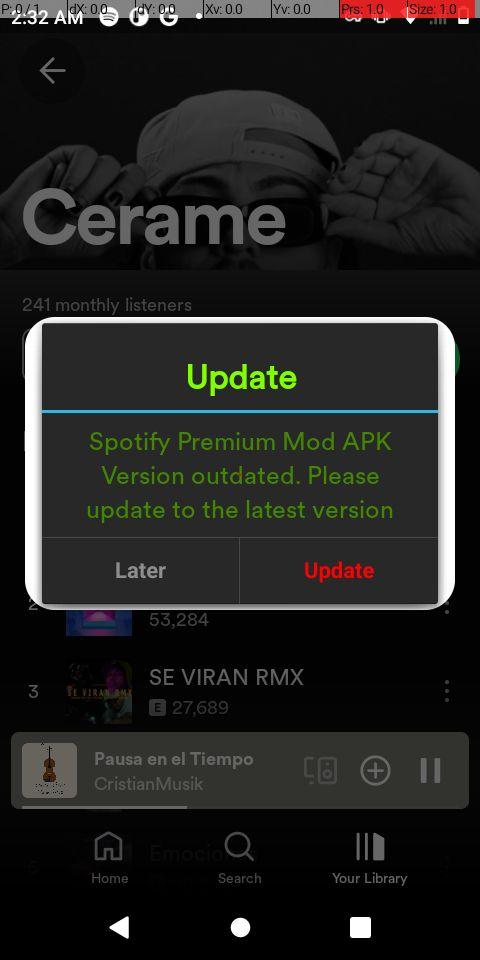 P: 0 / 1 dX: 0.0 dY: 0.0 Xv: 0.0 Yv: 0.0 Prs: 1.0 Size: 1.0
2:32 AM
Cerame
241 monthly listeners
Update
Spotify Premium Mod APK
Version outdated. Please
update to the latest version
Later Update
2
53,284
3 SE VIRAN RMX
E 27,689
SE VIRAN RMX
Pausa en el Tiempo
CristianMusik
Home Search Your Library